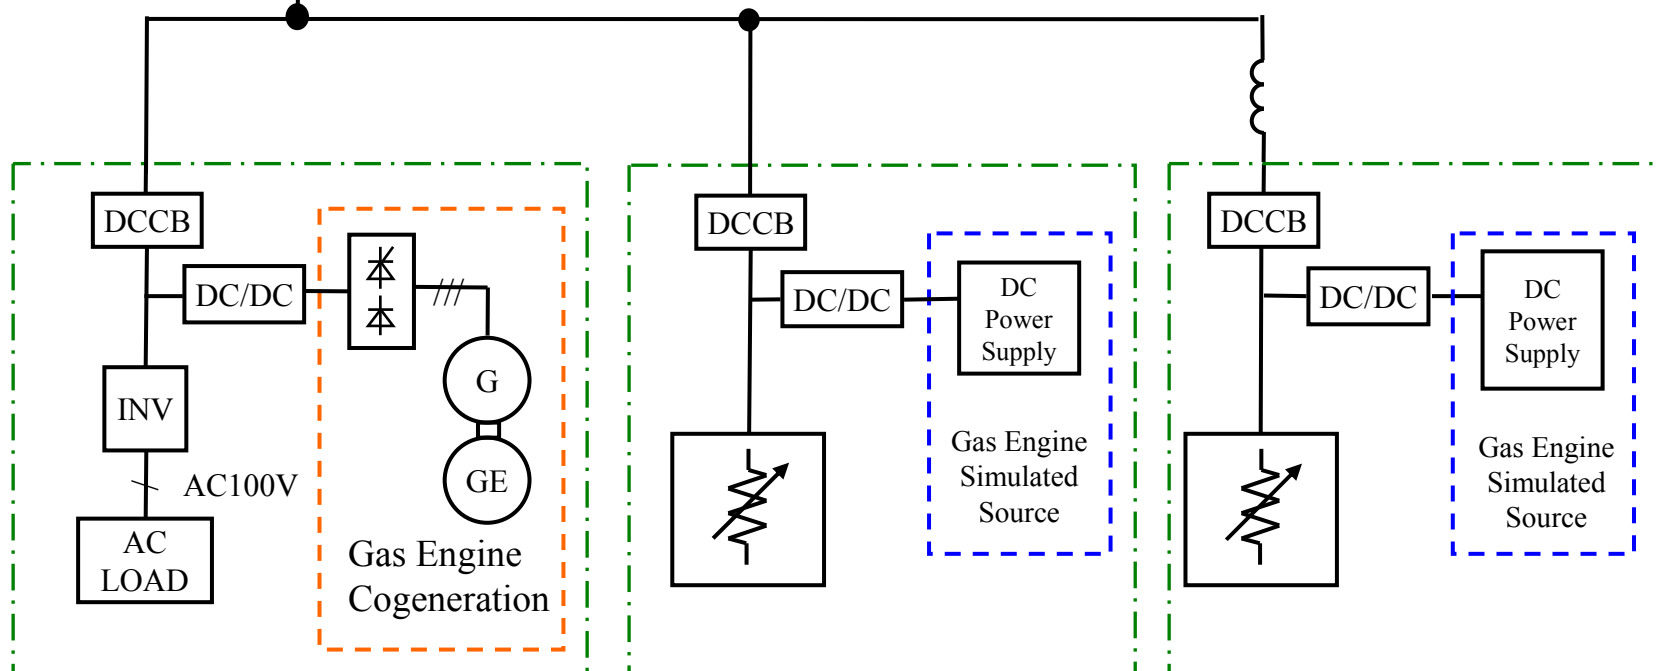 DCCB
DC/DC
INV
AC100V
AC
LOAD
G
GE
Gas Engine
Cogeneration
DCCB
DC/DC
DC
Power
Supply
Gas Engine
Simulated
Source
DCCB
DC/DC
DC
Power
Supply
Gas Engine
Simulated
Source